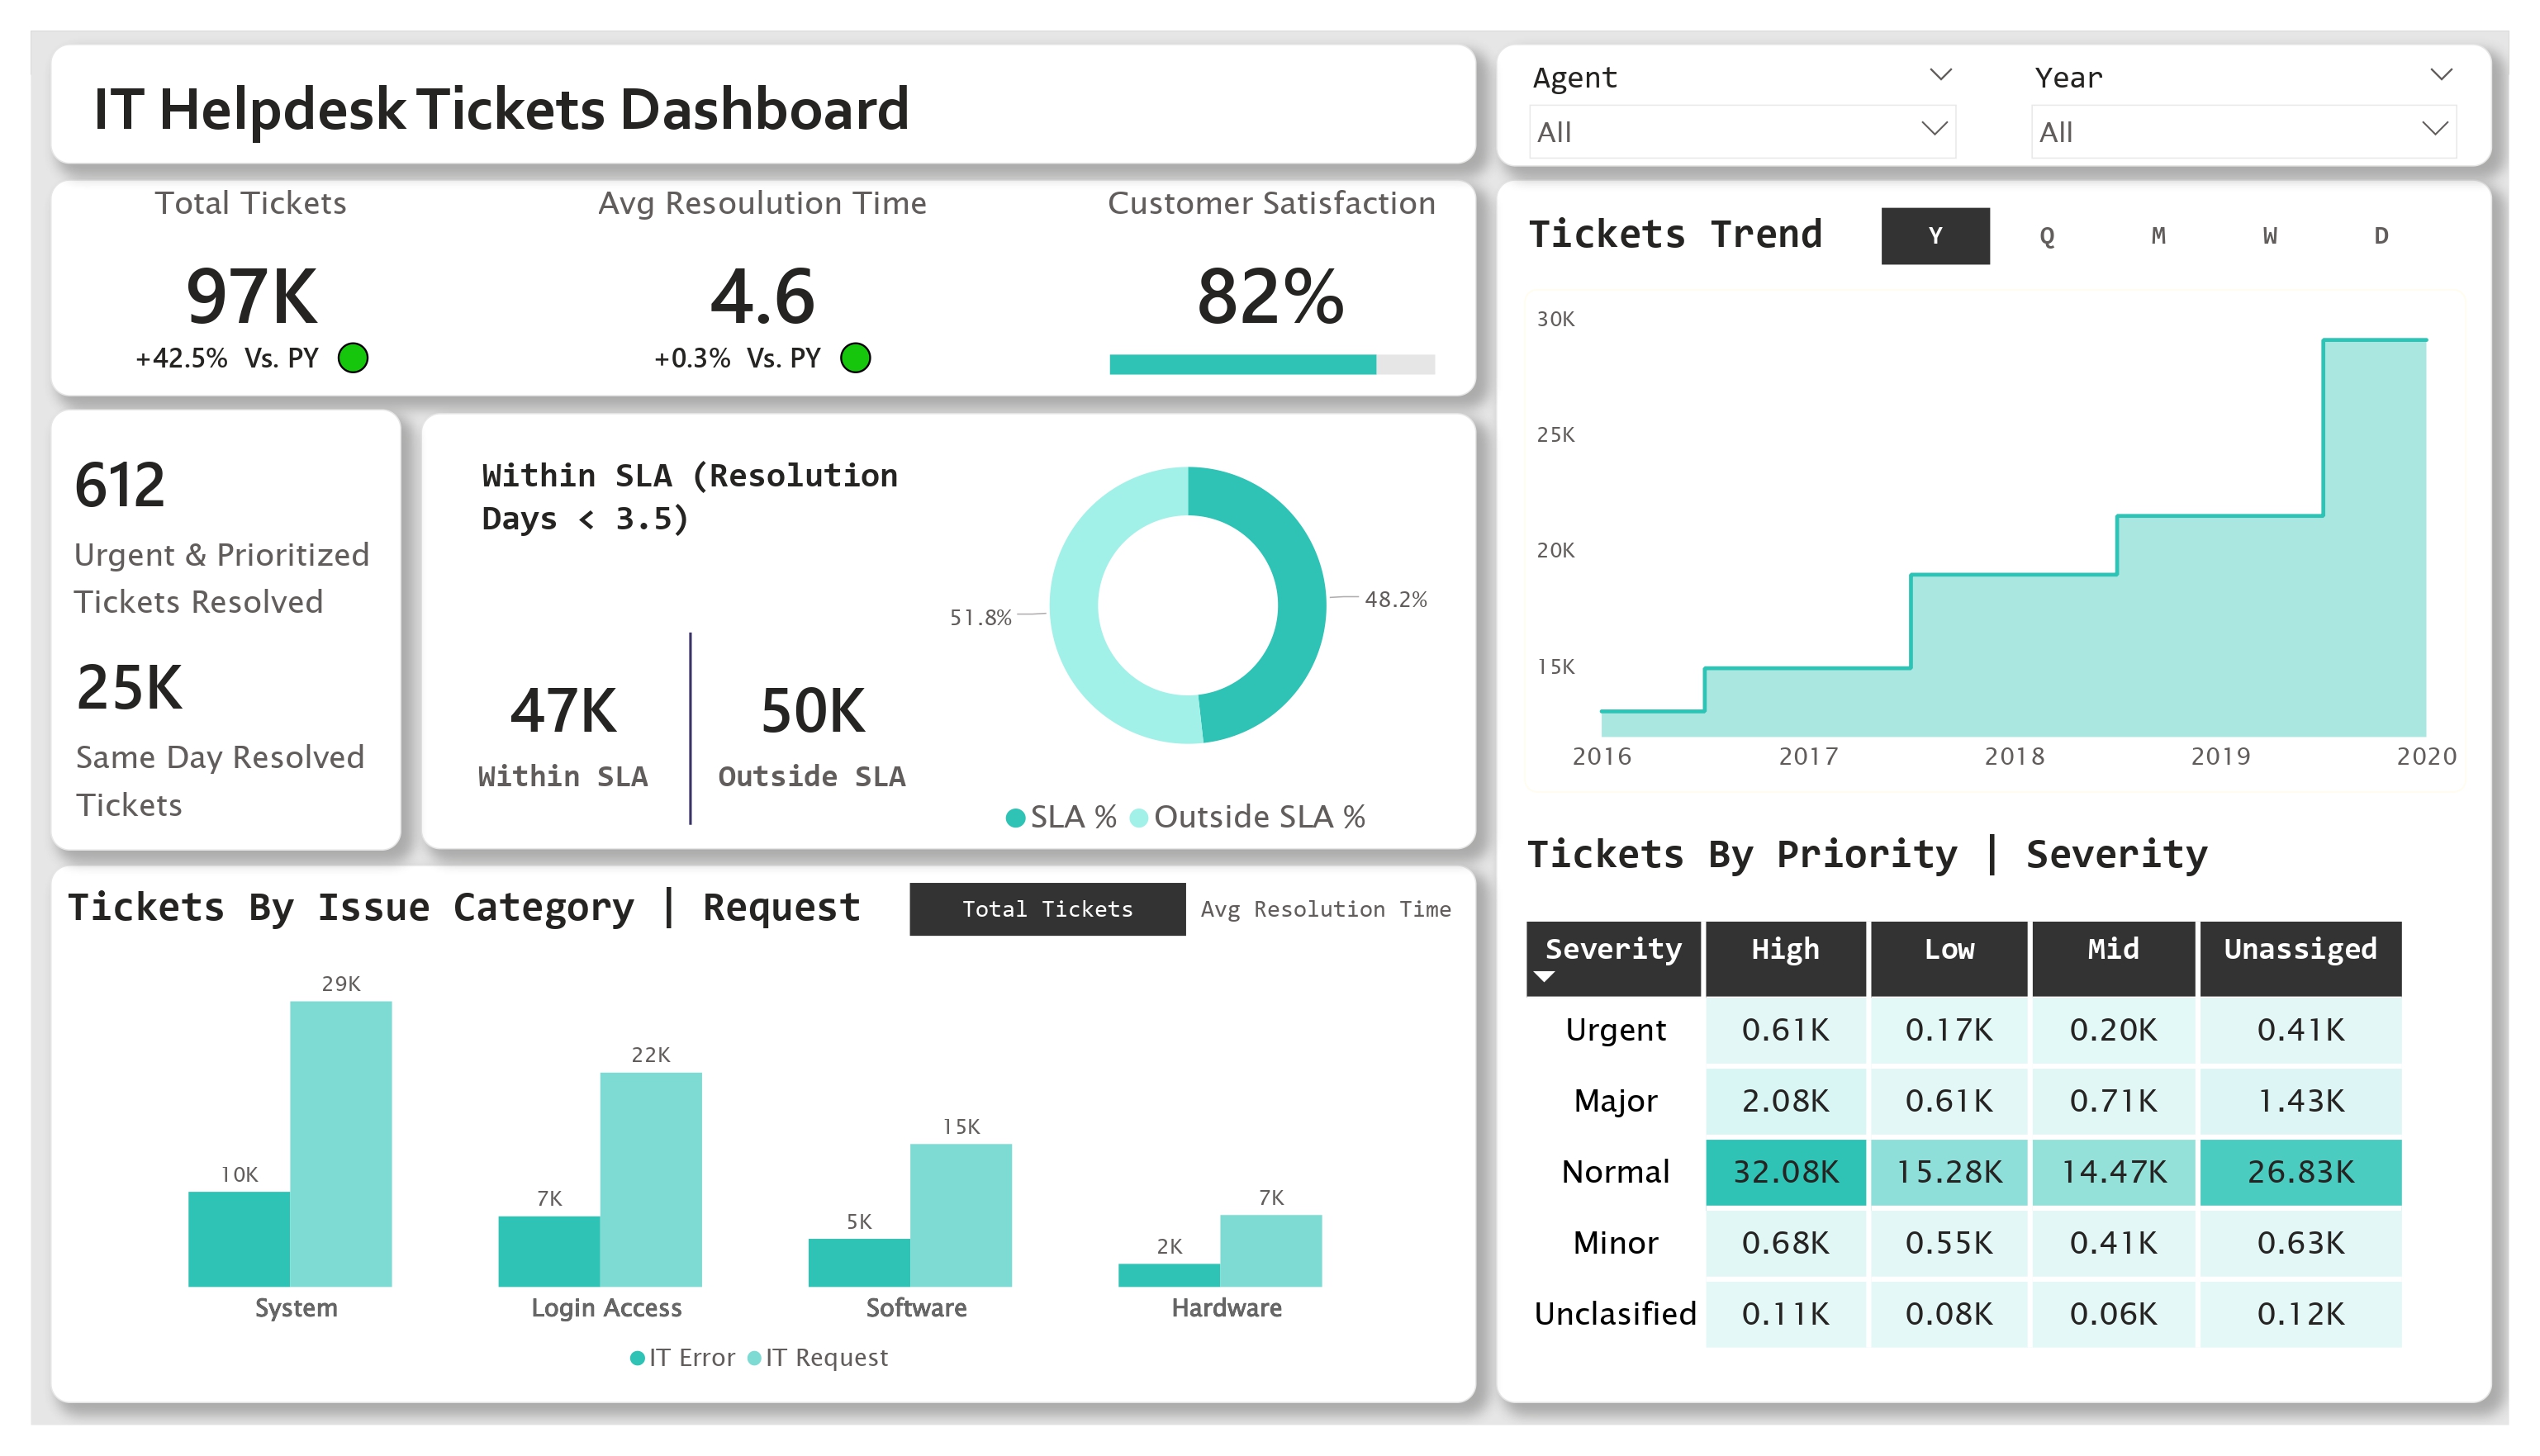 IT Helpdesk Tickets Dashboard
Agent
All
Year
All
Total Tickets
97K
+42.5% Vs. PY
Avg Resoulution Time
4.6
+0.3% Vs. PY
Customer Satisfaction
82%
612
Urgent & Prioritized
Tickets Resolved
25K
Same Day Resolved
Tickets
Within SLA (Resolution
Days < 3.5)
47K
Within SLA
50K
Outside SLA
51.8%
48.2%
SLA % Outside SLA %
Tickets By Issue Category | Request
Total Tickets Avg Resolution Time
10K 29K
7K 22K
5K 15K
2K 7K
System Login Access Software Hardware
IT Error IT Request
Tickets Trend
Y Q M W D
30K
25K
20K
15K
2016 2017 2018 2019 2020
Tickets By Priority | Severity
Severity High Low Mid Unassiged
Urgent 0.61K 0.17K 0.20K 0.41K
Major 2.08K 0.61K 0.71K 1.43K
Normal 32.08K 15.28K 14.47K 26.83K
Minor 0.68K 0.55K 0.41K 0.63K
Unclasified 0.11K 0.08K 0.06K 0.12K